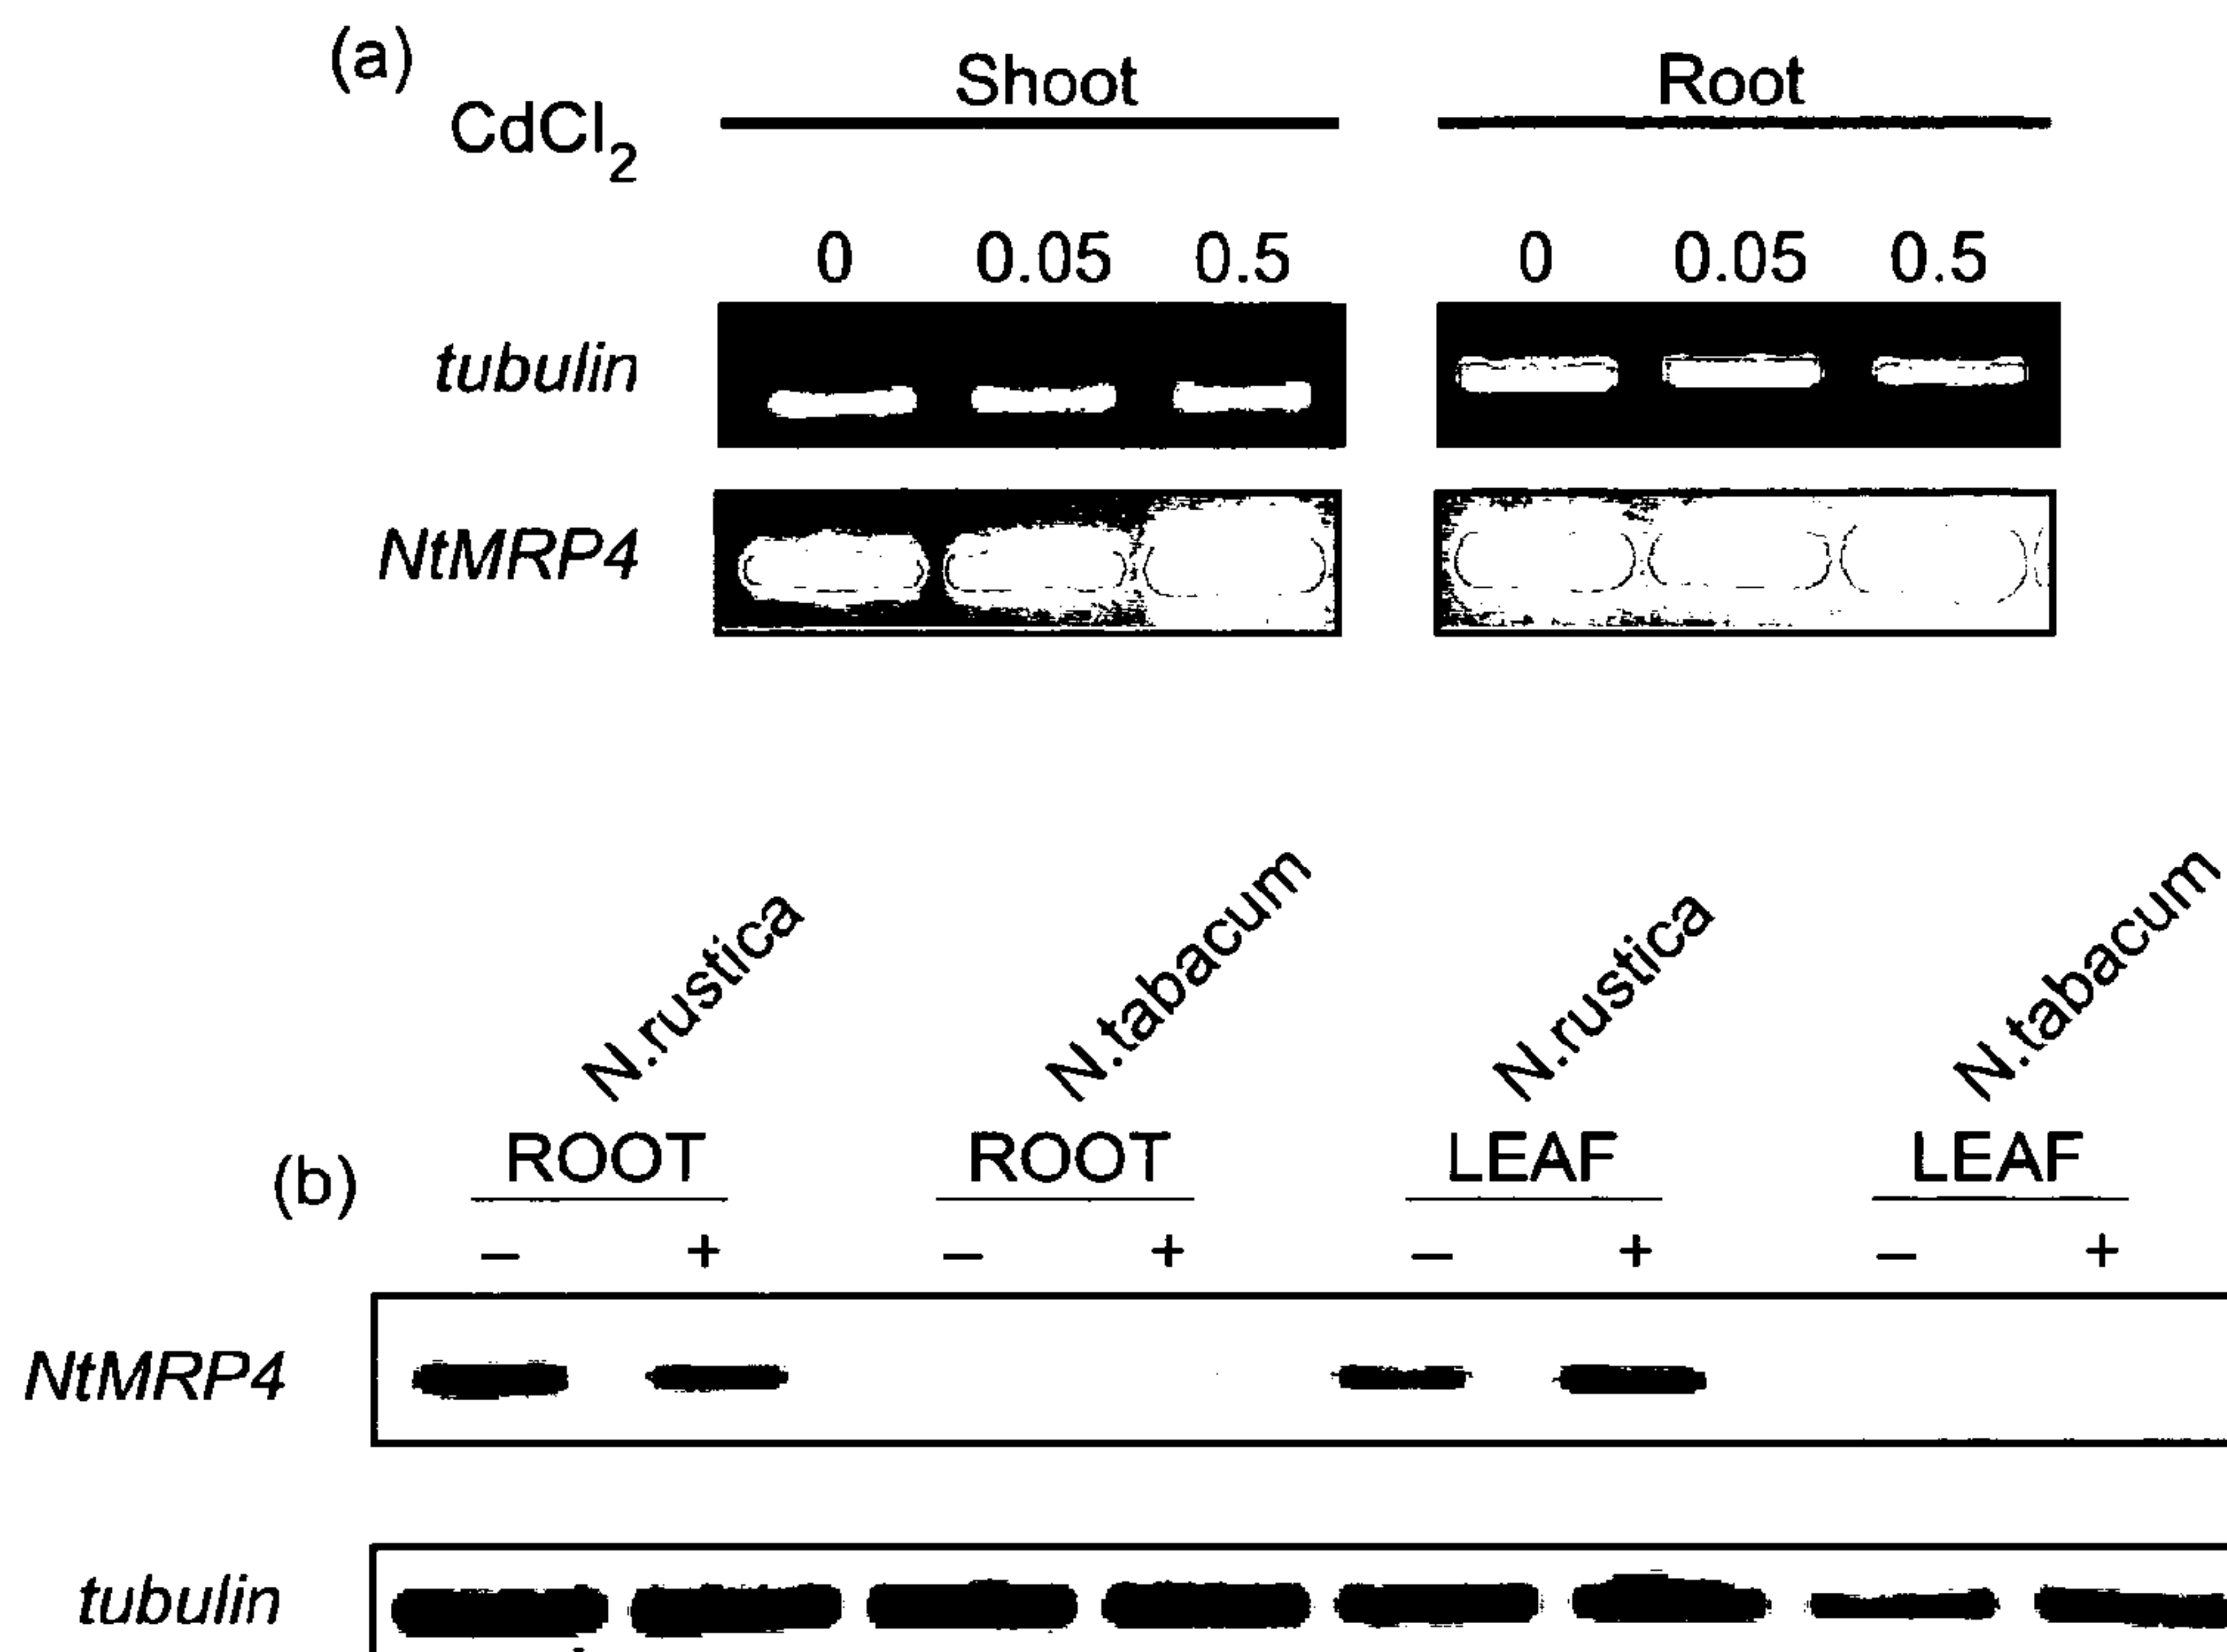 (a)
Shoot Root
CdCl2
0 0.05 0.5 0 0.05 0.5
tubulin
NtMRP4
N.rustica N.tabacum N.rustica N.tabacum
(b) ROOT ROOT LEAF LEAF
– + – + – + – +
NtMRP4
tubulin